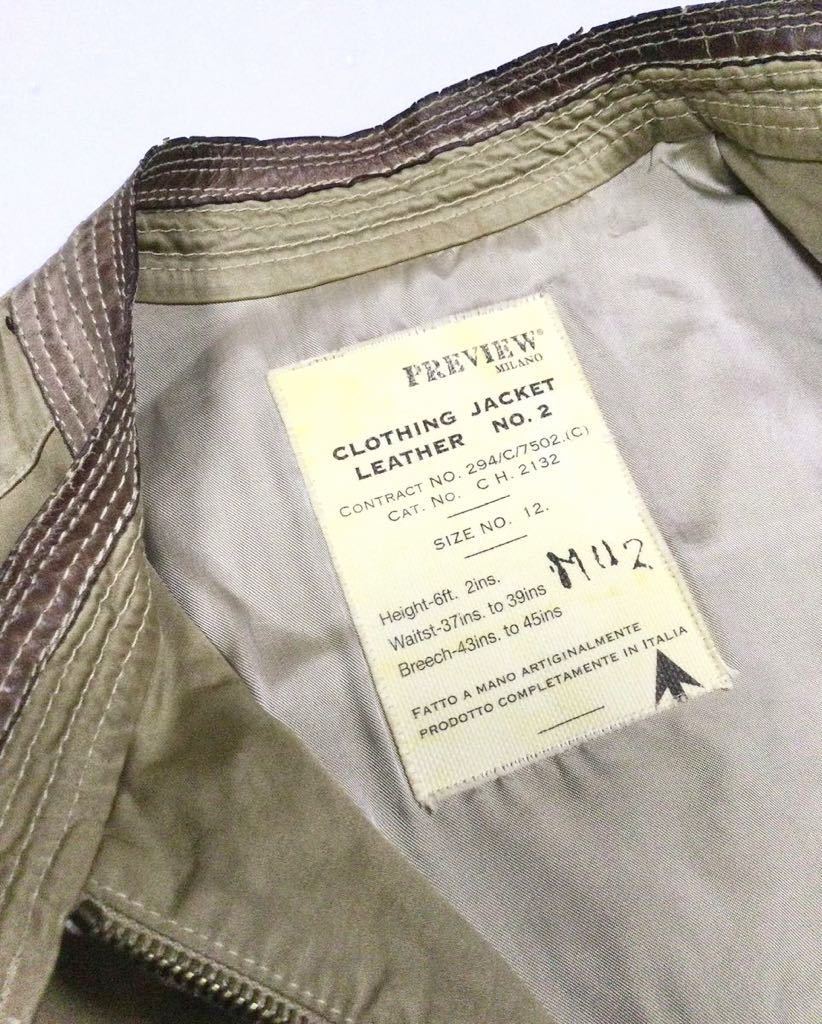 PREVIEW®
MILANO
CLOTHING JACKET
LEATHER NO. 2
CONTRACT NO. 294/C/7502.(C)
CAT. NO. C H. 2132
SIZE NO. 12.
Height-6ft. 2ins.
Waitst-37ins. to 39ins
Breech-43ins. to 45ins
FATTO A MANO ARTIGINALMENTE
PRODOTTO COMPLETAMENTE IN ITALIA